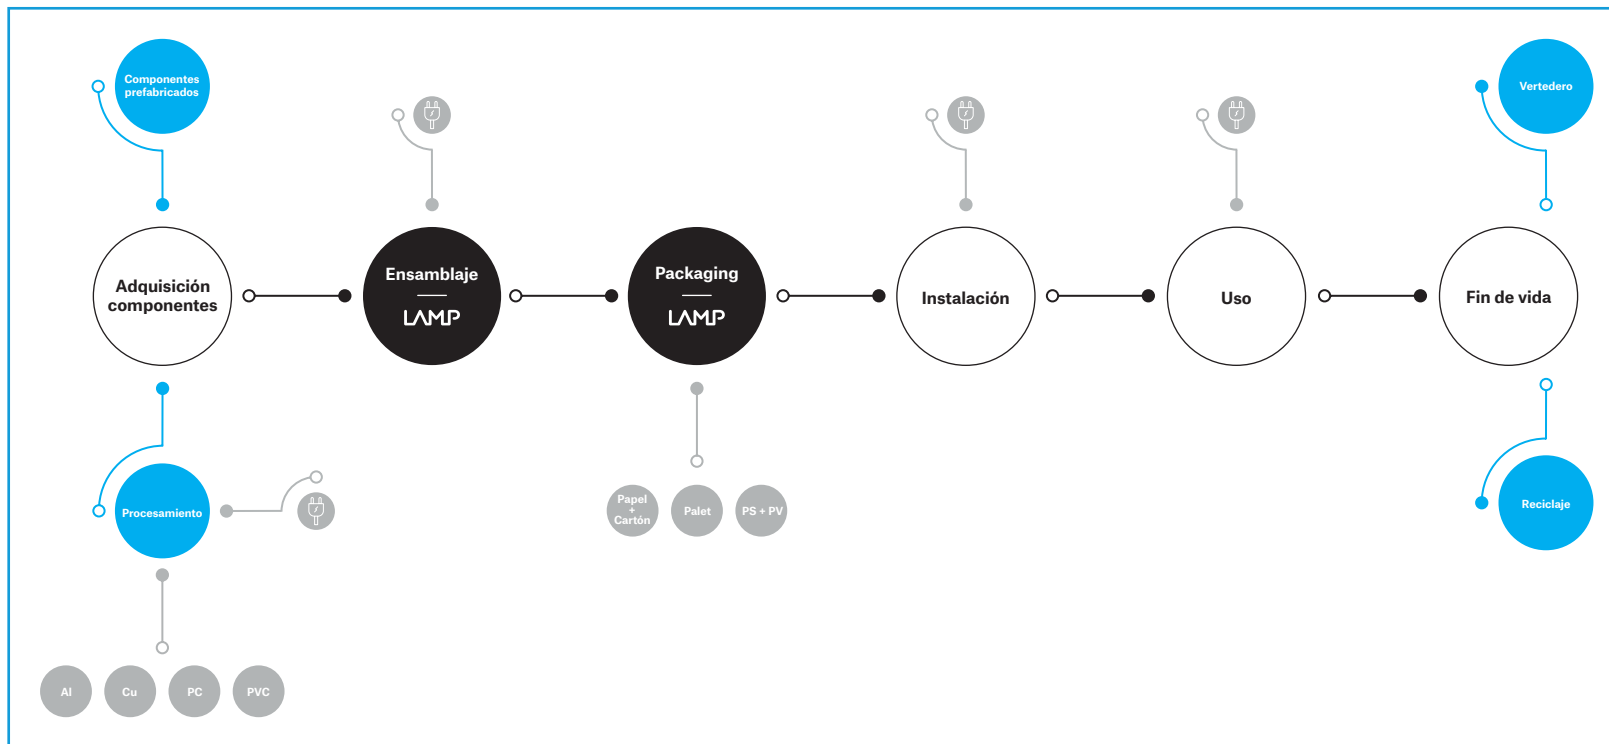 Componentes
prefabricados
Vertedero
Adquisición
componentes
Ensamblaje
LAMP
Packaging
LAMP
Instalación
Uso
Fin de vida
Procesamiento
Papel
+
Cartón
Palet
PS + PV
Reciclaje
Al
Cu
PC
PVC